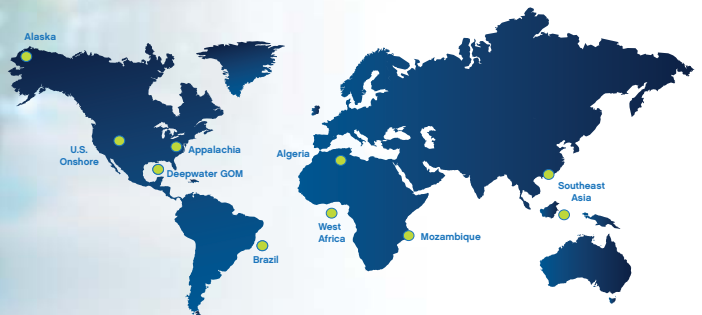 Alaska
U.S.
Onshore
Appalachia
Deepwater GOM
Algeria
West
Africa
Mozambique
Brazil
Southeast
Asia